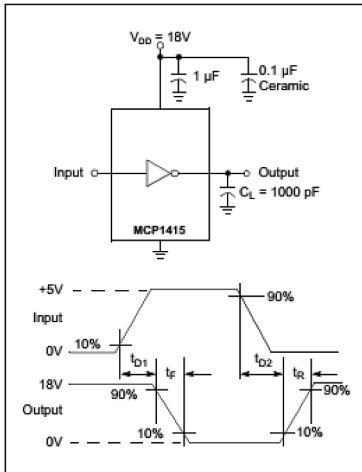 V_DD = 18V
1 µF
0.1 µF
Ceramic
Input
Output
C_L = 1000 pF
MCP1415
+5V
Input
90%
0V
10%
t_D1
t_F
t_D2
t_R
18V
90%
90%
Output
10%
10%
0V